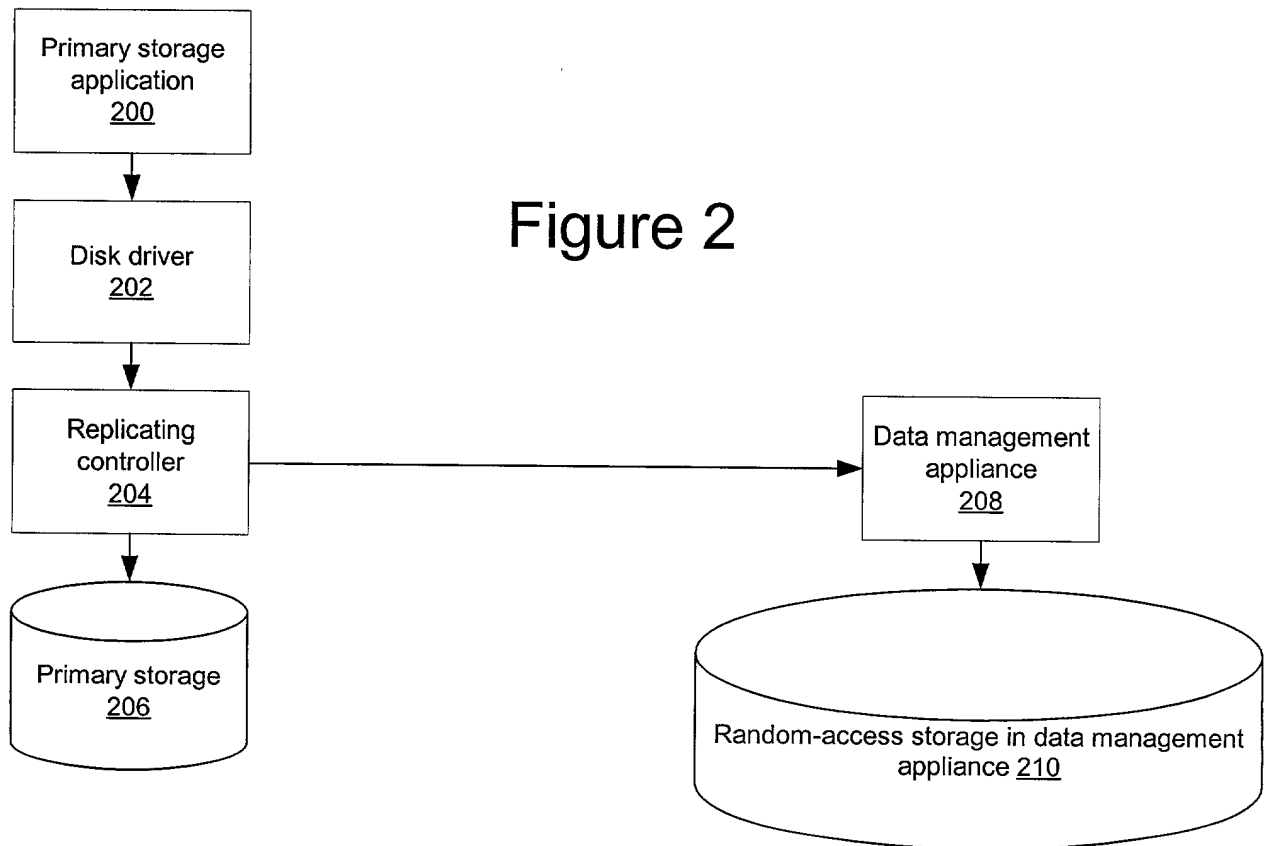 Primary storage
application
200
Figure 2
Disk driver
202
Replicating
controller
204
Data management
appliance
208
Primary storage
206
Random-access storage in data management
appliance 210